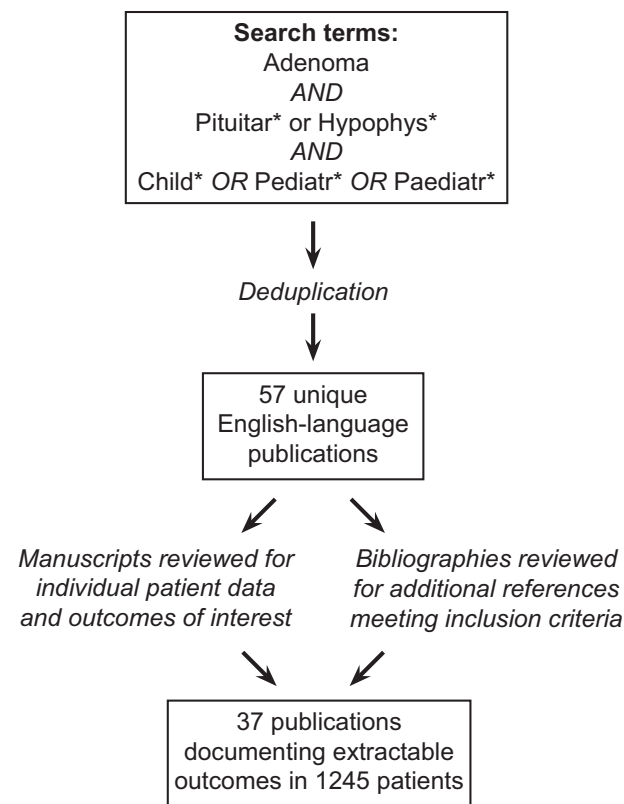 Search terms:
Adenoma
AND
Pituitar* or Hypophys*
AND
Child* OR Pediatr* OR Paediatr*
Deduplication
57 unique
English-language
publications
Manuscripts reviewed for
individual patient data
and outcomes of interest
Bibliographies reviewed
for additional references
meeting inclusion criteria
37 publications
documenting extractable
outcomes in 1245 patients